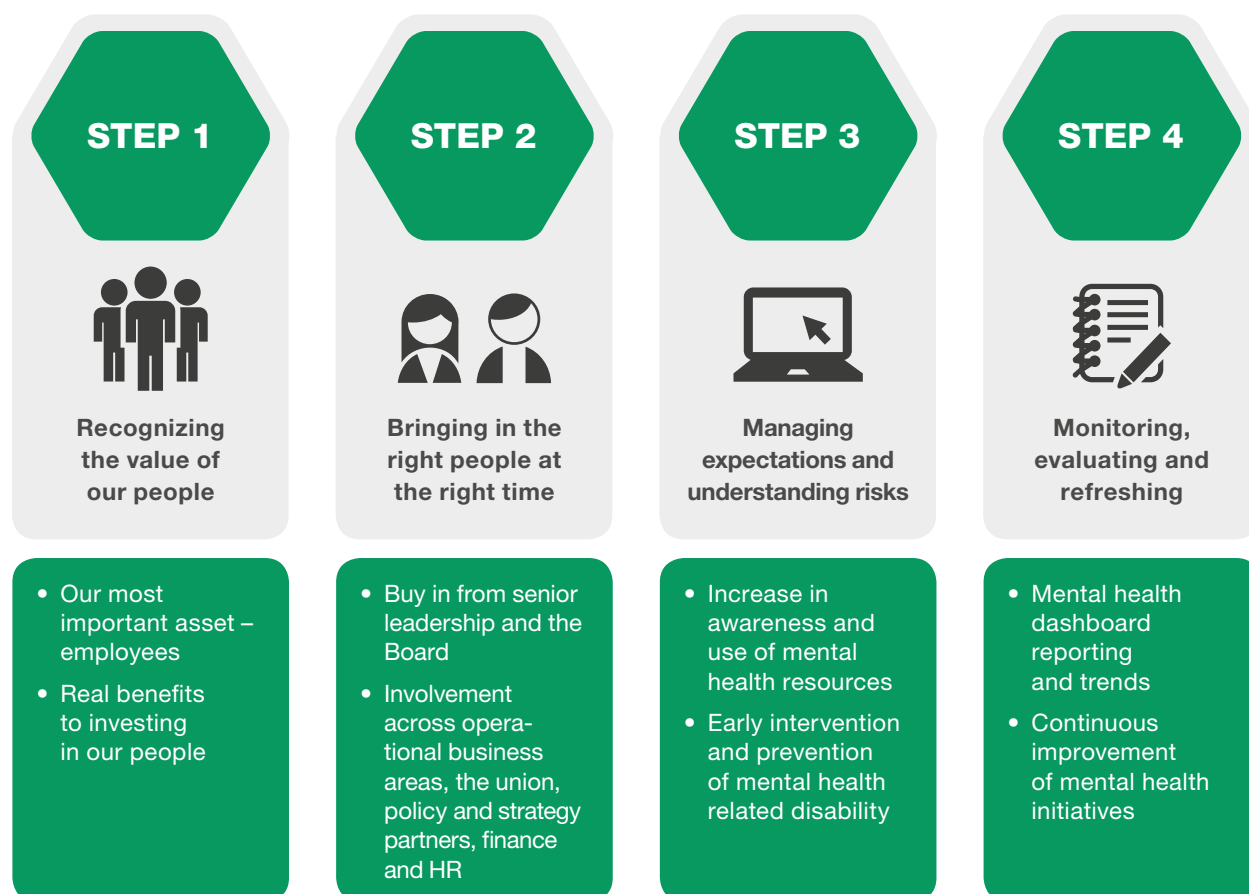 STEP 1
Recognizing
the value of
our people
• Our most
important asset –
employees
• Real benefits
to investing
in our people
STEP 2
Bringing in the
right people at
the right time
• Buy in from senior
leadership and the
Board
• Involvement
across opera-
tional business
areas, the union,
policy and strategy
partners, finance
and HR
STEP 3
Managing
expectations and
understanding risks
• Increase in
awareness and
use of mental
health resources
• Early intervention
and prevention
of mental health
related disability
STEP 4
Monitoring,
evaluating and
refreshing
• Mental health
dashboard
reporting
and trends
• Continuous
improvement
of mental health
initiatives